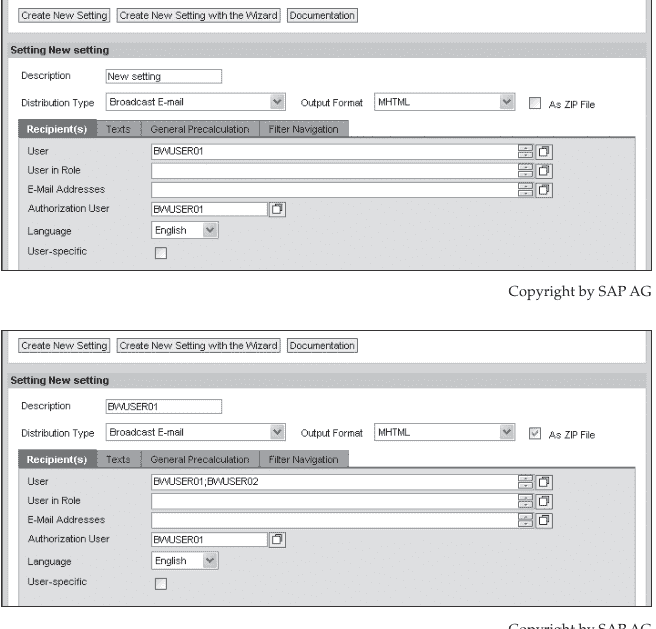 Create New Setting Create New Setting with the Wizard Documentation
Setting New setting
Description New setting
Distribution Type Broadcast E-mail Output Format MHTML As ZIP File
Recipient(s) Texts General Precalculation Filter Navigation
User BWUSER01
User in Role
E-Mail Addresses
Authorization User BWUSER01
Language English
User-specific
Copyright by SAP AG
Create New Setting Create New Setting with the Wizard Documentation
Setting New setting
Description BWUSER01
Distribution Type Broadcast E-mail Output Format MHTML As ZIP File
Recipient(s) Texts General Precalculation Filter Navigation
User BWUSER01;BWUSER02
User in Role
E-Mail Addresses
Authorization User BWUSER01
Language English
User-specific
Copyright by SAP AG